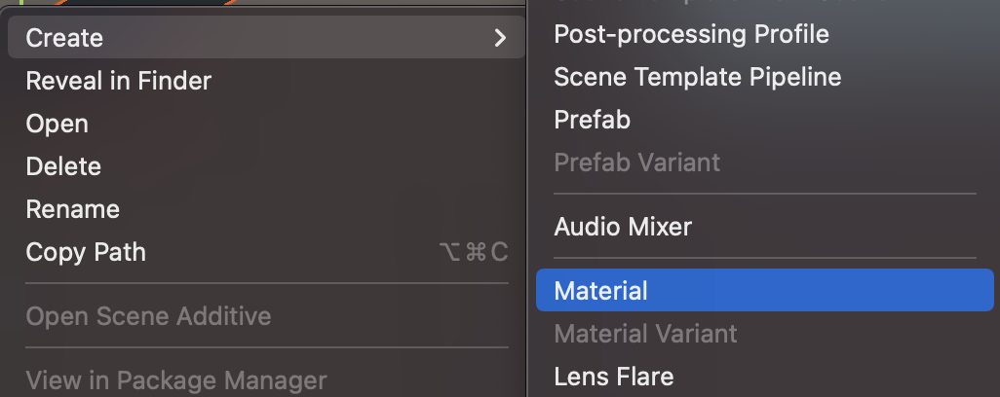 Create
Reveal in Finder
Open
Delete
Rename
Copy Path ⌥⌘C
Open Scene Additive
View in Package Manager
Post-processing Profile
Scene Template Pipeline
Prefab
Prefab Variant
Audio Mixer
Material
Material Variant
Lens Flare